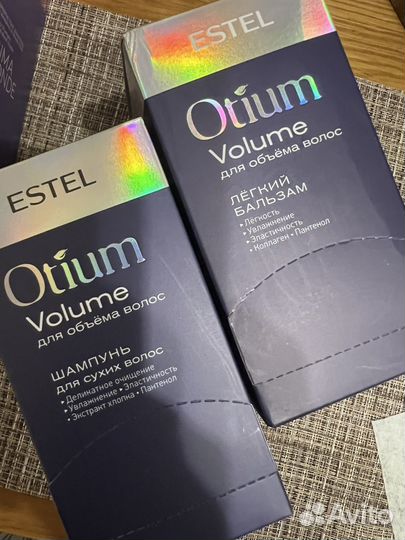 ESTEL
Otium
Volume
для объёма волос
ШАМПУНЬ
для сухих волос
• Деликатное очищение
• Увлажнение • Эластичность
• Экстракт хлопка • Пантенол
ESTEL
Otium
Volume
для объёма волос
ЛЁГКИЙ
БАЛЬЗАМ
• Лёгкость
• Увлажнение
• Эластичность
• Коллаген • Пантенол
Avito